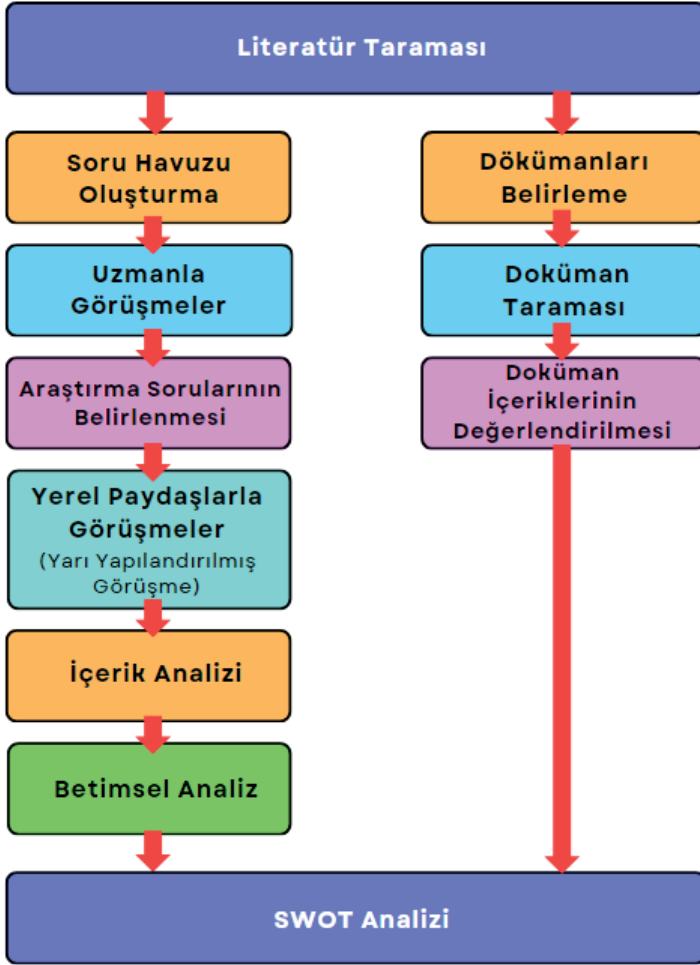 Literatür Taraması
Soru Havuzu
Oluşturma
Uzmanla
Görüşmeler
Araştırma Sorularının
Belirlenmesi
Yerel Paydaşlarla
Görüşmeler
(Yarı Yapılandırılmış
Görüşme)
İçerik Analizi
Betimsel Analiz
Dökümanları
Belirleme
Doküman
Taraması
Doküman
İçeriklerinin
Değerlendirilmesi
SWOT Analizi